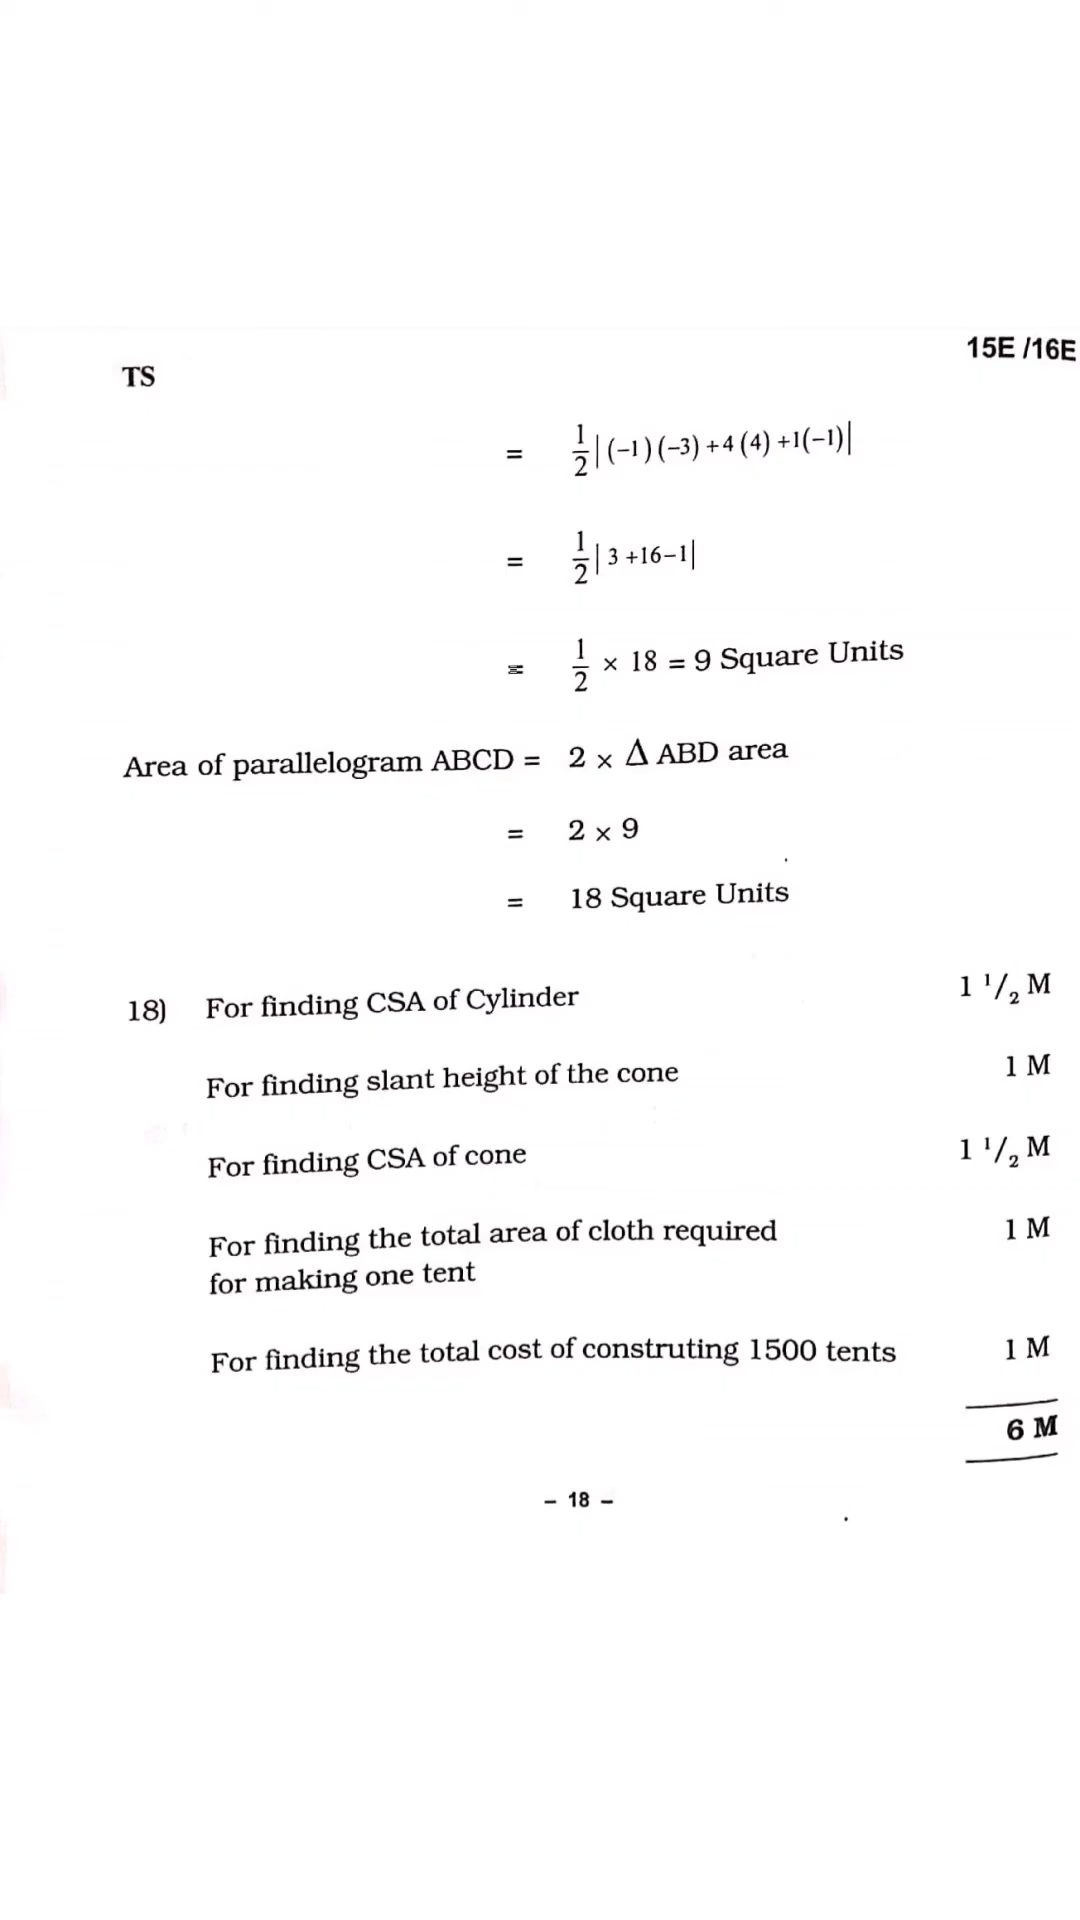 15E /16E
TS
= 1/2 | (−1) (−3) +4 (4) +1(−1)|
= 1/2 | 3 +16−1|
= 1/2 × 18 = 9 Square Units
Area of parallelogram ABCD = 2 × Δ ABD area
= 2 × 9
= 18 Square Units
18) For finding CSA of Cylinder 1 1/2 M
For finding slant height of the cone 1 M
For finding CSA of cone 1 1/2 M
For finding the total area of cloth required 1 M
for making one tent
For finding the total cost of construting 1500 tents 1 M
6 M
– 18 –